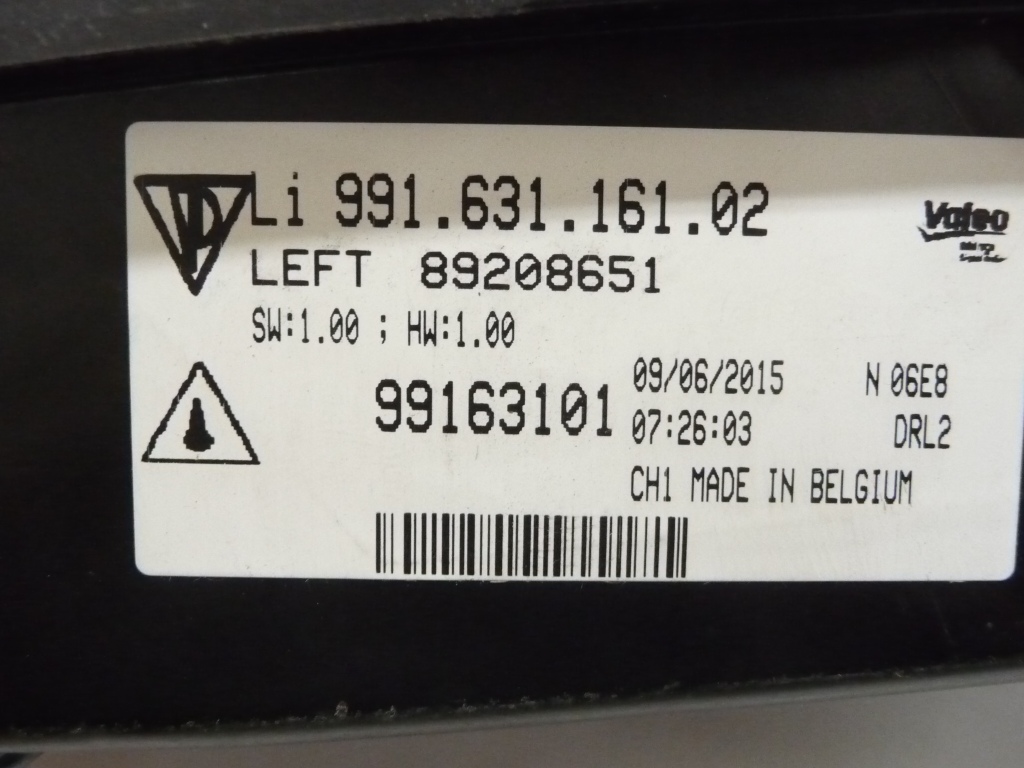 Li 991.631.161.02
Valeo
LEFT 89208651
SW:1.00 ; HW:1.00
99163101
09/06/2015 N 06E8
07:26:03 DRL2
CH1 MADE IN BELGIUM